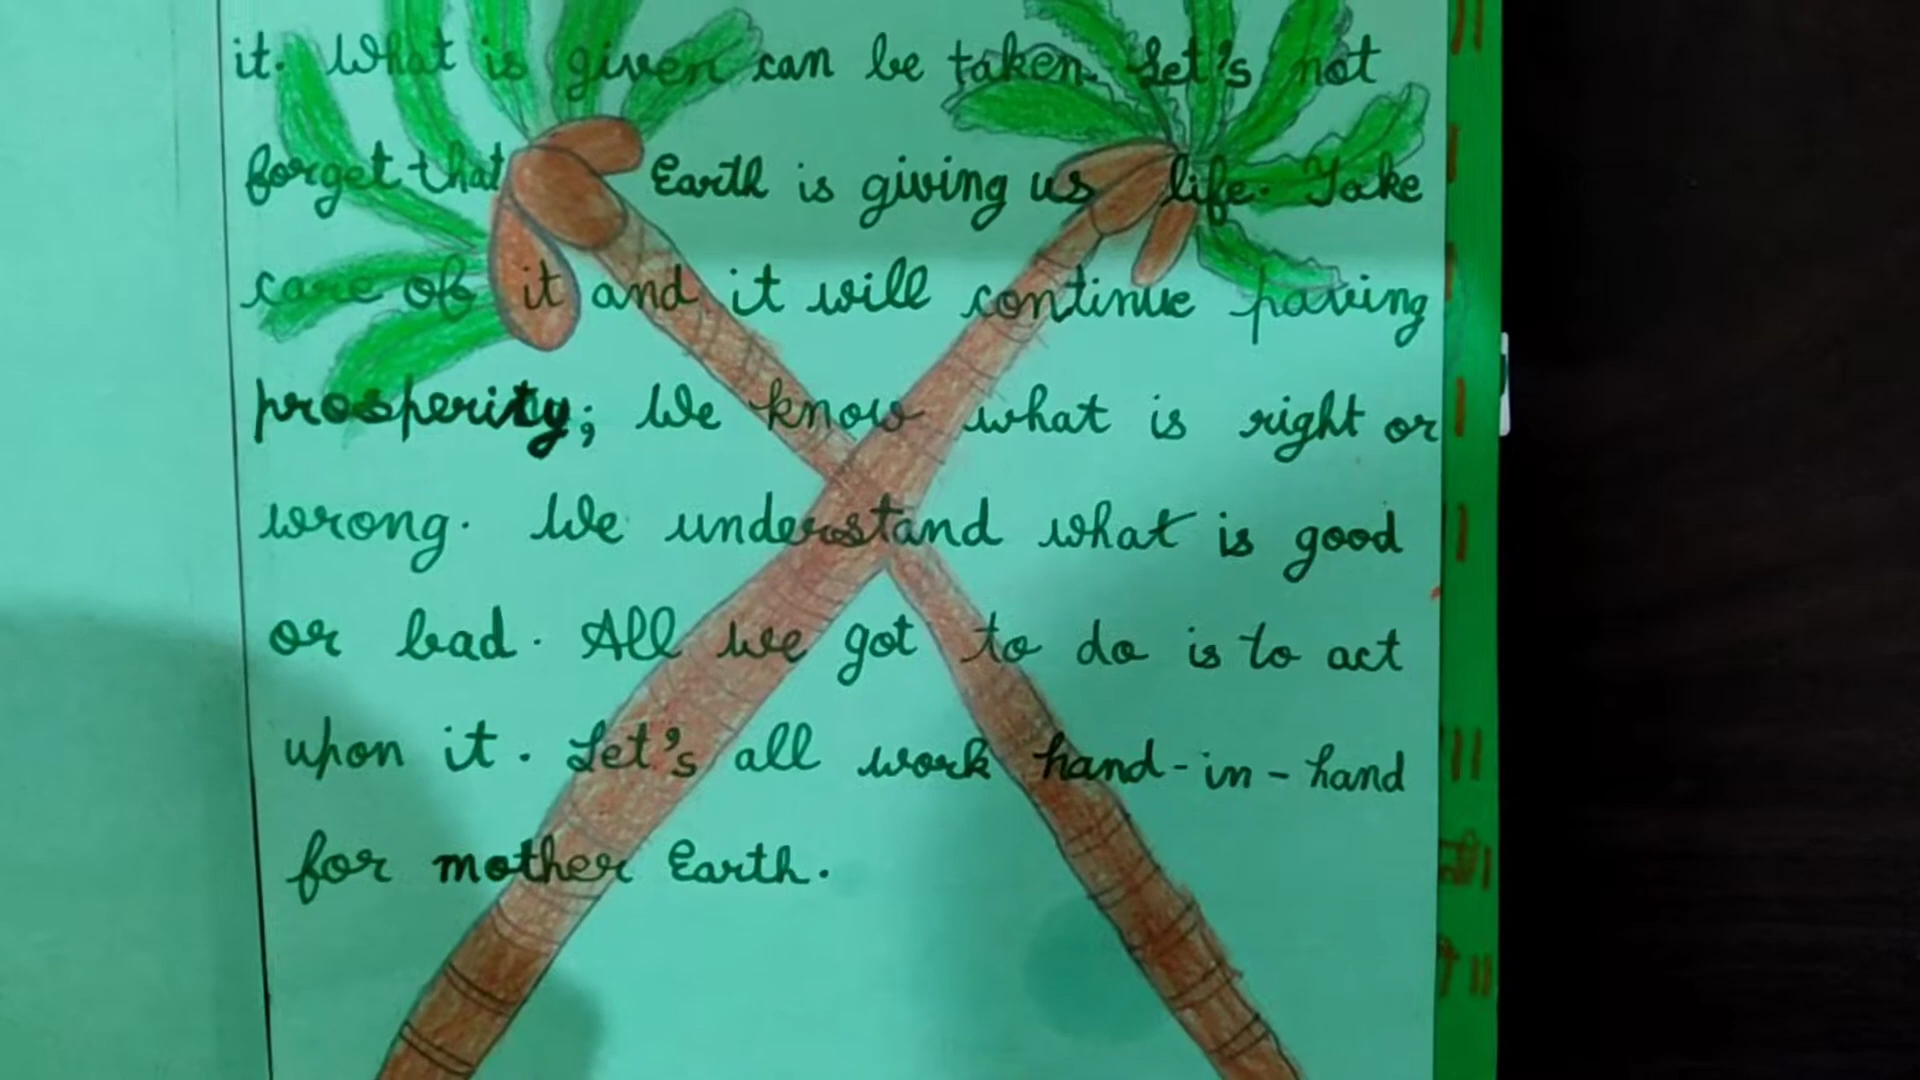 it. What is given can be taken. Let's not
forget that Earth is giving us life. Take
care of it and it will continue paving
prosperity; We know what is right or
wrong. We understand what is good
or bad. All we got to do is to act
upon it. Let's all work hand-in-hand
for mother Earth.